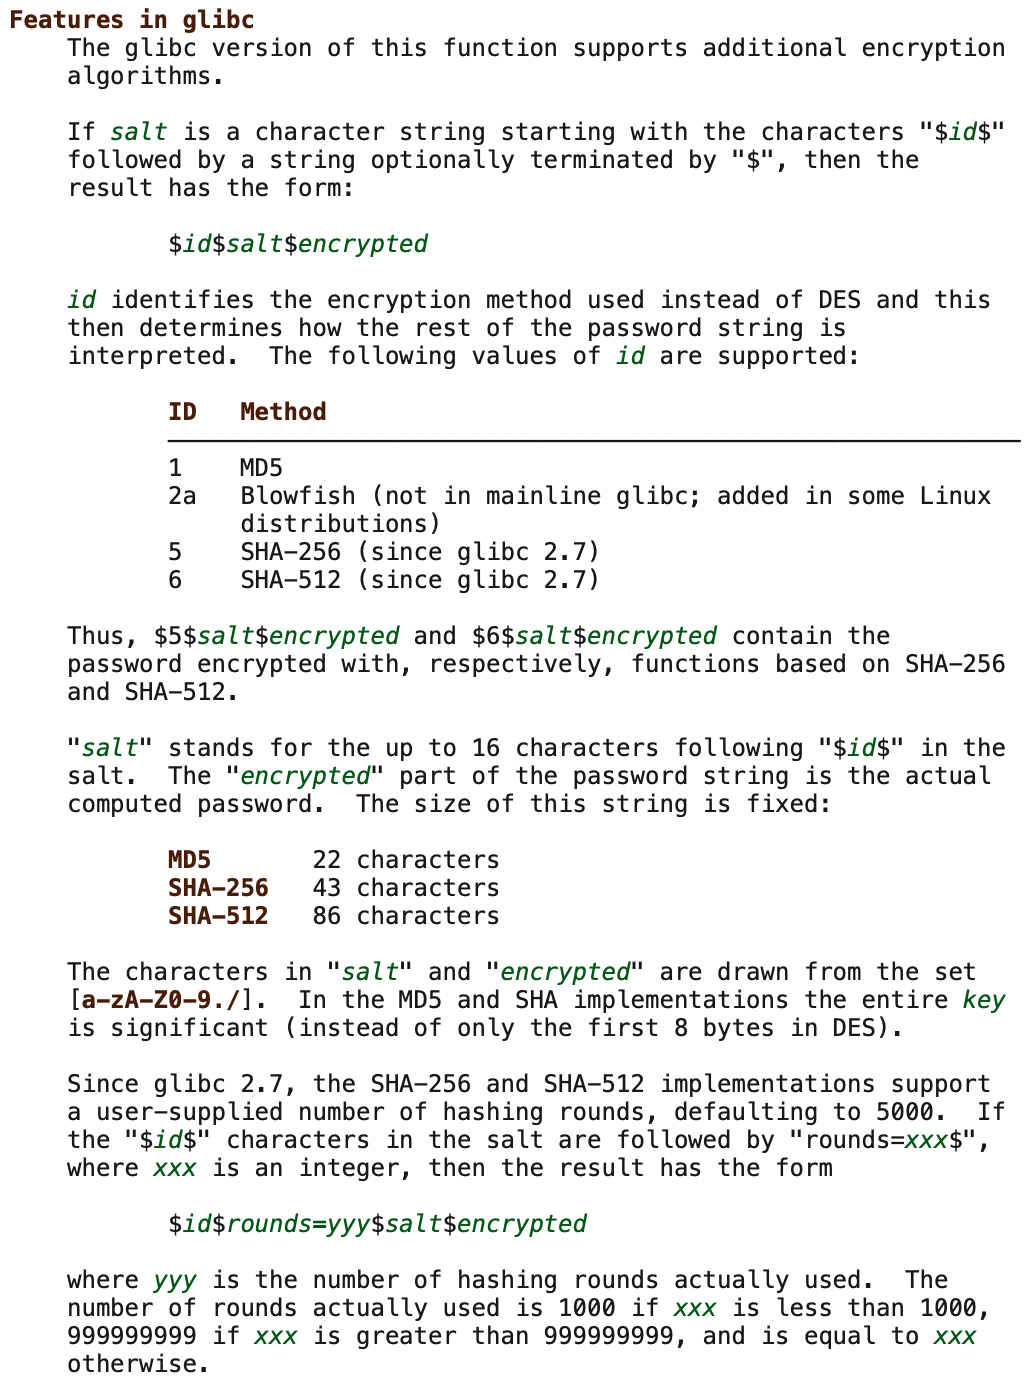 Features in glibc
The glibc version of this function supports additional encryption
algorithms.
If salt is a character string starting with the characters "$id$"
followed by a string optionally terminated by "$", then the
result has the form:
$id$salt$encrypted
id identifies the encryption method used instead of DES and this
then determines how the rest of the password string is
interpreted.  The following values of id are supported:
ID   Method
1    MD5
2a   Blowfish (not in mainline glibc; added in some Linux
distributions)
5    SHA-256 (since glibc 2.7)
6    SHA-512 (since glibc 2.7)
Thus, $5$salt$encrypted and $6$salt$encrypted contain the
password encrypted with, respectively, functions based on SHA-256
and SHA-512.
"salt" stands for the up to 16 characters following "$id$" in the
salt.  The "encrypted" part of the password string is the actual
computed password.  The size of this string is fixed:
MD5       22 characters
SHA-256   43 characters
SHA-512   86 characters
The characters in "salt" and "encrypted" are drawn from the set
[a-zA-Z0-9./].  In the MD5 and SHA implementations the entire key
is significant (instead of only the first 8 bytes in DES).
Since glibc 2.7, the SHA-256 and SHA-512 implementations support
a user-supplied number of hashing rounds, defaulting to 5000.  If
the "$id$" characters in the salt are followed by "rounds=xxx$",
where xxx is an integer, then the result has the form
$id$rounds=yyy$salt$encrypted
where yyy is the number of hashing rounds actually used.  The
number of rounds actually used is 1000 if xxx is less than 1000,
999999999 if xxx is greater than 999999999, and is equal to xxx
otherwise.